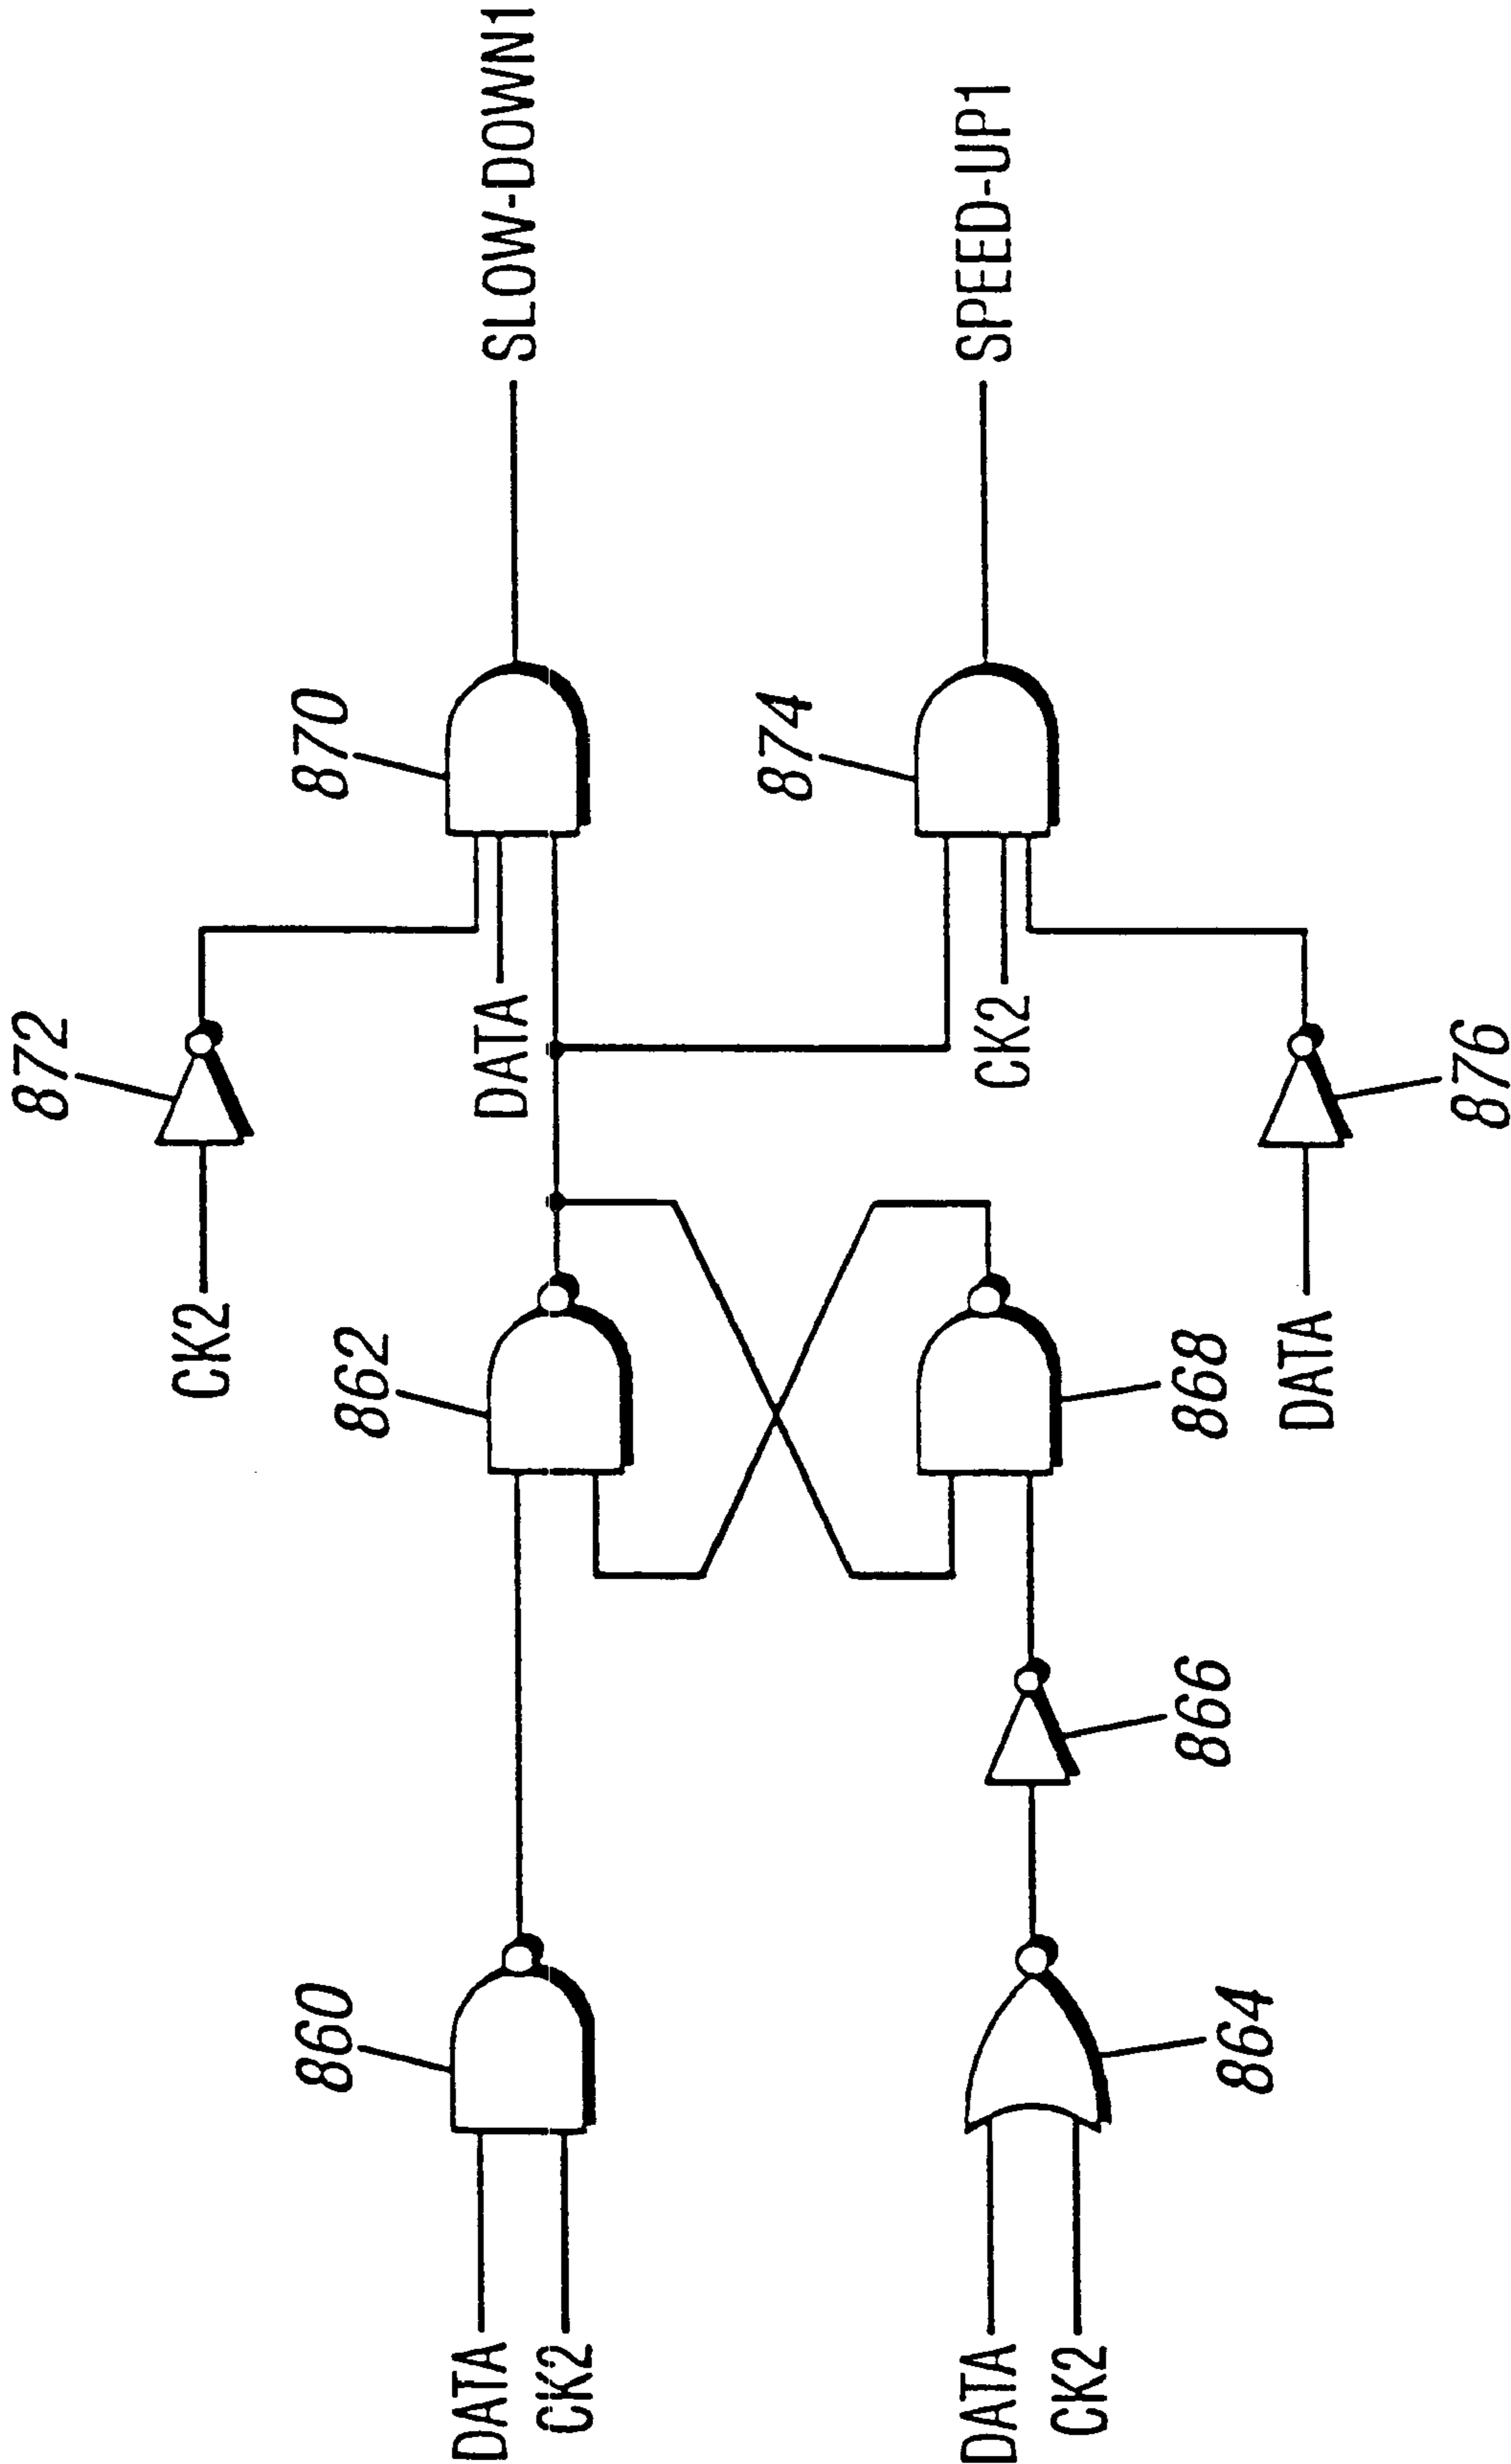 872
CK2
870
SLOW-DOWN1
DATA
862
860
DATA
CK2
874
SPEED-UP1
CK2
868
866
864
DATA
CK2
DATA
876